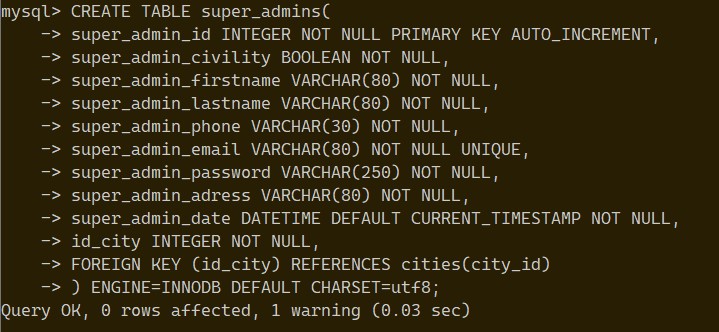 mysql> CREATE TABLE super_admins(
    -> super_admin_id INTEGER NOT NULL PRIMARY KEY AUTO_INCREMENT,
    -> super_admin_civility BOOLEAN NOT NULL,
    -> super_admin_firstname VARCHAR(80) NOT NULL,
    -> super_admin_lastname VARCHAR(80) NOT NULL,
    -> super_admin_phone VARCHAR(30) NOT NULL,
    -> super_admin_email VARCHAR(80) NOT NULL UNIQUE,
    -> super_admin_password VARCHAR(250) NOT NULL,
    -> super_admin_adress VARCHAR(80) NOT NULL,
    -> super_admin_date DATETIME DEFAULT CURRENT_TIMESTAMP NOT NULL,
    -> id_city INTEGER NOT NULL,
    -> FOREIGN KEY (id_city) REFERENCES cities(city_id)
    -> ) ENGINE=INNODB DEFAULT CHARSET=utf8;
Query OK, 0 rows affected, 1 warning (0.03 sec)